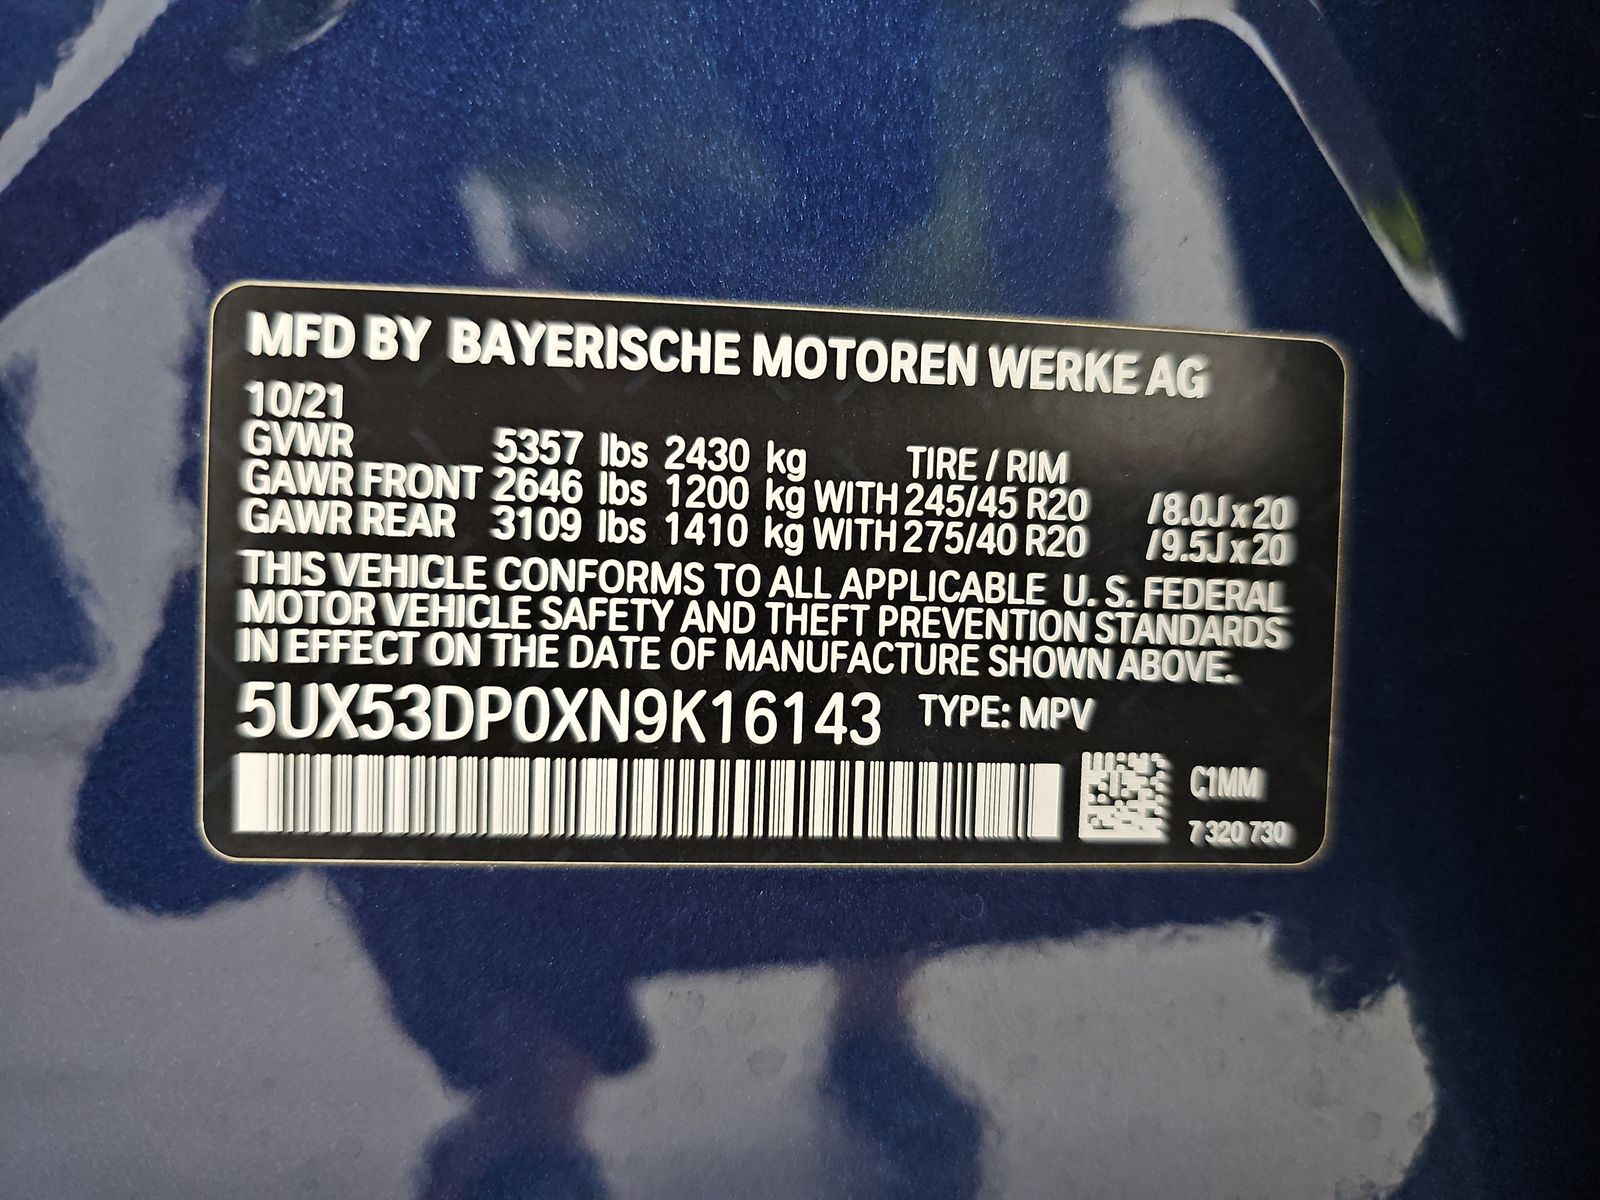 MFD BY BAYERISCHE MOTOREN WERKE AG
10/21
GVWR 5357 lbs 2430 kg TIRE / RIM
GAWR FRONT 2646 lbs 1200 kg WITH 245/45 R20 /8.0J x 20
GAWR REAR 3109 lbs 1410 kg WITH 275/40 R20 /9.5J x 20
THIS VEHICLE CONFORMS TO ALL APPLICABLE U. S. FEDERAL
MOTOR VEHICLE SAFETY AND THEFT PREVENTION STANDARDS
IN EFFECT ON THE DATE OF MANUFACTURE SHOWN ABOVE.
5UX53DP0XN9K16143 TYPE: MPV
C1MM
7 320 730